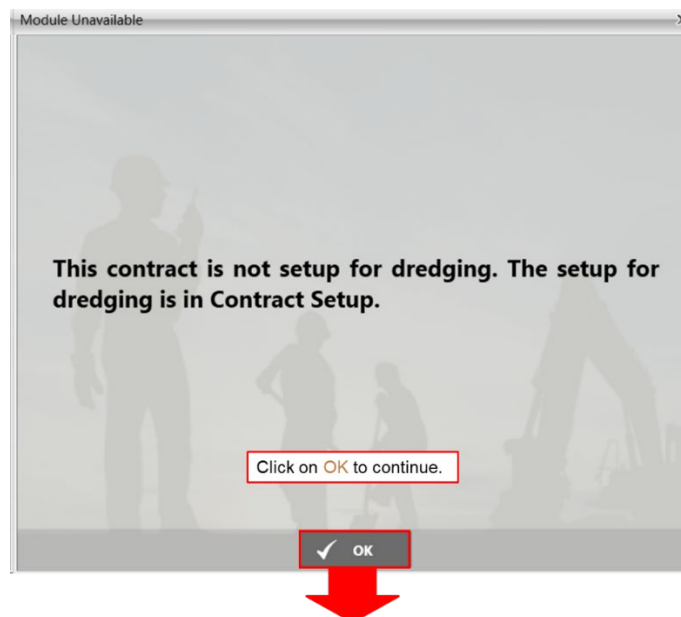 Module Unavailable
This contract is not setup for dredging. The setup for
dredging is in Contract Setup.
Click on OK to continue.
OK